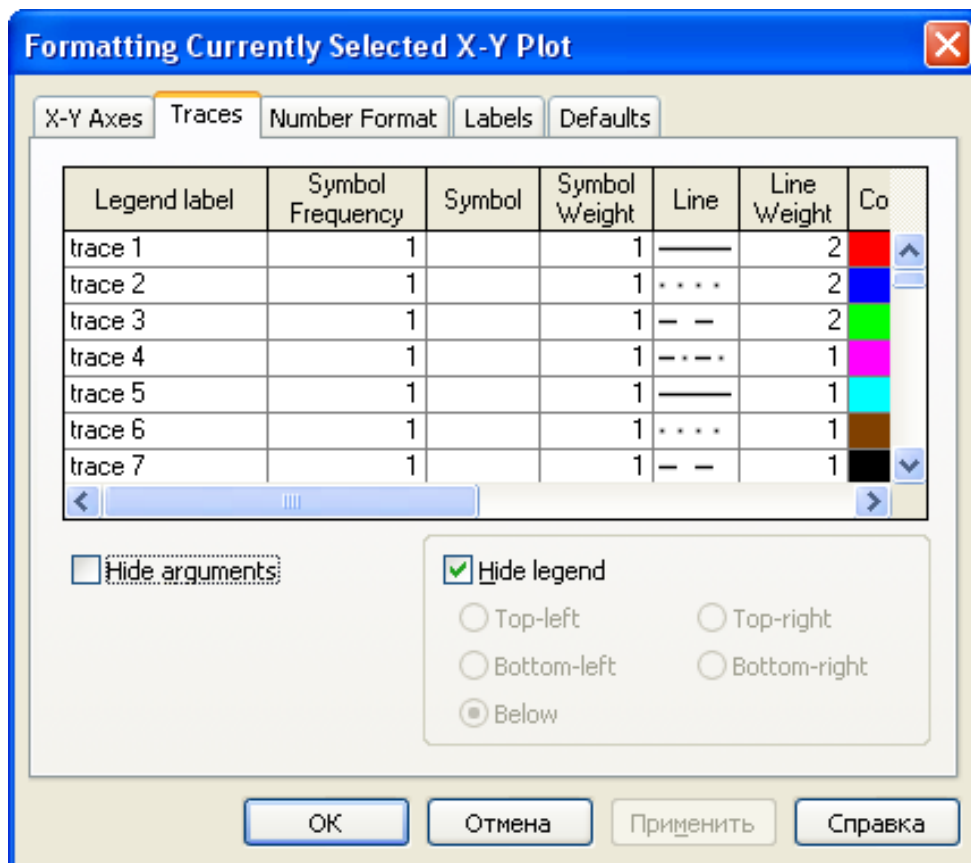 Formatting Currently Selected X-Y Plot
X-Y Axes Traces Number Format Labels Defaults
Legend label Symbol Frequency Symbol Symbol Weight Line Line Weight Co
trace 1 1 1 2
trace 2 1 1 2
trace 3 1 1 2
trace 4 1 1 1
trace 5 1 1 1
trace 6 1 1 1
trace 7 1 1 1
Hide arguments
Hide legend
Top-left Top-right
Bottom-left Bottom-right
Below
ОК Отмена Применить Справка